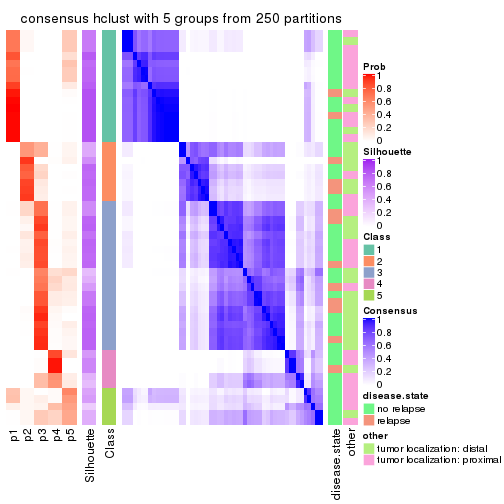 consensus hclust with 5 groups from 250 partitions
Prob
1
0.8
0.6
0.4
0.2
0
Silhouette
1
0.8
0.6
0.4
0.2
0
Class
1
2
3
4
5
Consensus
1
0.8
0.6
0.4
0.2
0
disease.state
no relapse
relapse
other
tumor localization: distal
tumor localization: proximal
p1
p2
p3
p4
p5
Silhouette
Class
disease.state
other